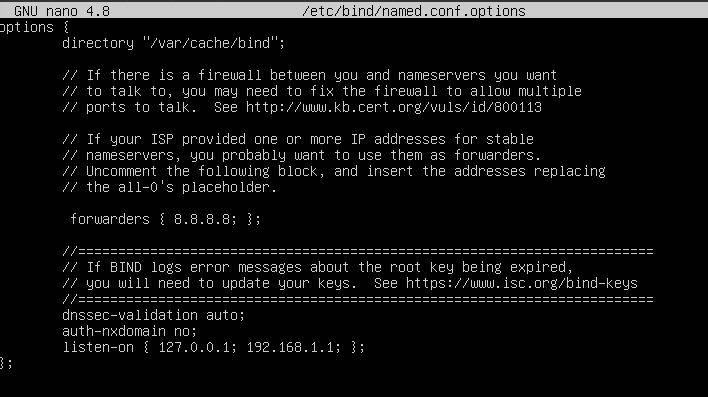 GNU nano 4.8 /etc/bind/named.conf.options
options {
directory "/var/cache/bind";
// If there is a firewall between you and nameservers you want
// to talk to, you may need to fix the firewall to allow multiple
// ports to talk.  See http://www.kb.cert.org/vuls/id/800113
// If your ISP provided one or more IP addresses for stable
// nameservers, you probably want to use them as forwarders.
// Uncomment the following block, and insert the addresses replacing
// the all-0's placeholder.
forwarders { 8.8.8.8; };
//========================================================================
// If BIND logs error messages about the root key being expired,
// you will need to update your keys.  See https://www.isc.org/bind-keys
//========================================================================
dnssec-validation auto;
auth-nxdomain no;
listen-on { 127.0.0.1; 192.168.1.1; };
};